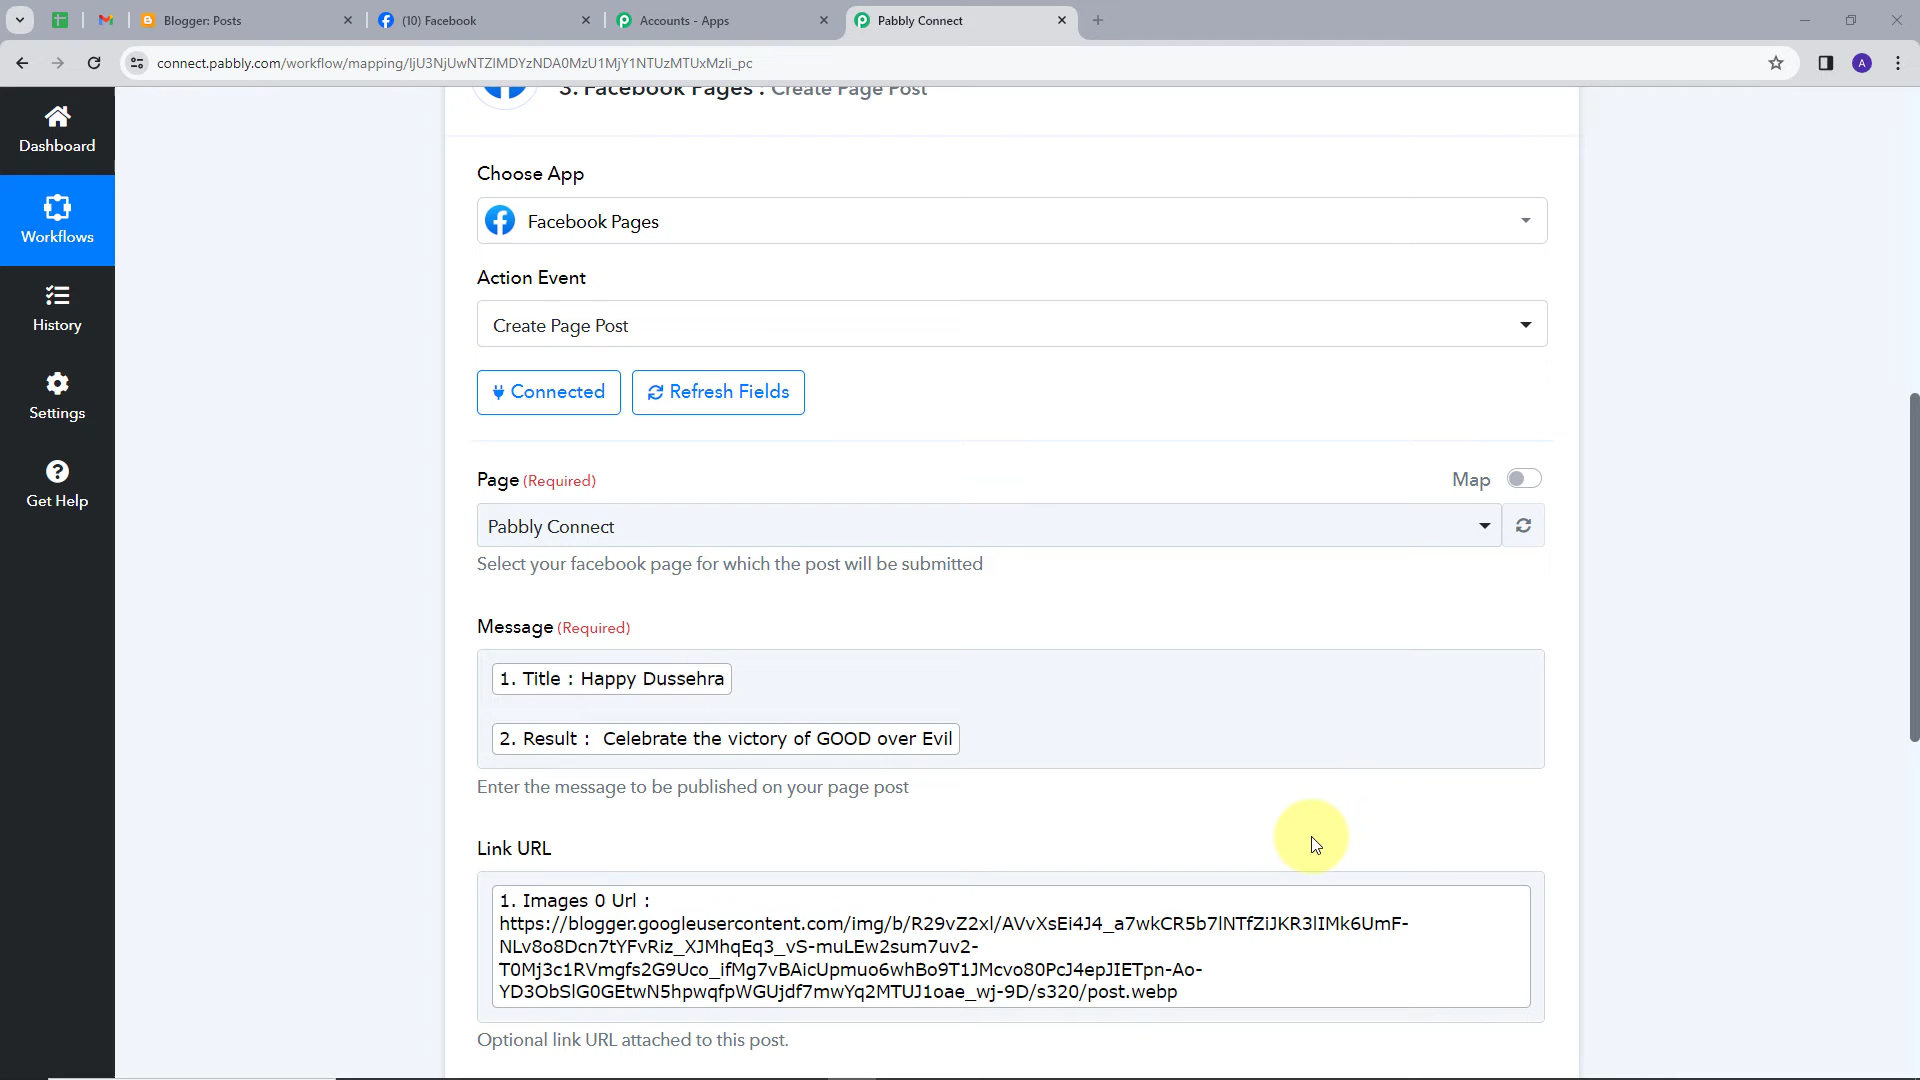 Blogger: Posts
(10) Facebook
Accounts - Apps
Pabbly Connect
connect.pabbly.com/workflow/mapping/IjU3NjUwNTZlMDYzNDA0MzU1MjY1NTUzMTUxMzIi_pc
A
Dashboard
Workflows
History
Settings
Get Help
3. Facebook Pages : Create Page Post
Choose App
Facebook Pages
Action Event
Create Page Post
Connected
Refresh Fields
Page (Required)
Map
Pabbly Connect
Select your facebook page for which the post will be submitted
Message (Required)
1. Title : Happy Dussehra
2. Result : Celebrate the victory of GOOD over Evil
Enter the message to be published on your page post
Link URL
1. Images 0 Url :
https://blogger.googleusercontent.com/img/b/R29vZ2xl/AVvXsEi4J4_a7wkCR5b7lNTfZiJKR3lIMk6UmF-
NLv8o8Dcn7tYFvRiz_XJMhqEq3_vS-muLEw2sum7uv2-
T0Mj3c1RVmgfs2G9Uco_ifMg7vBAicUpmuo6whBo9T1JMcvo80PcJ4epJIETpn-Ao-
YD3ObSlG0GEtwN5hpwqfpWGUjdf7mwYq2MTUJ1oae_wj-9D/s320/post.webp
Optional link URL attached to this post.